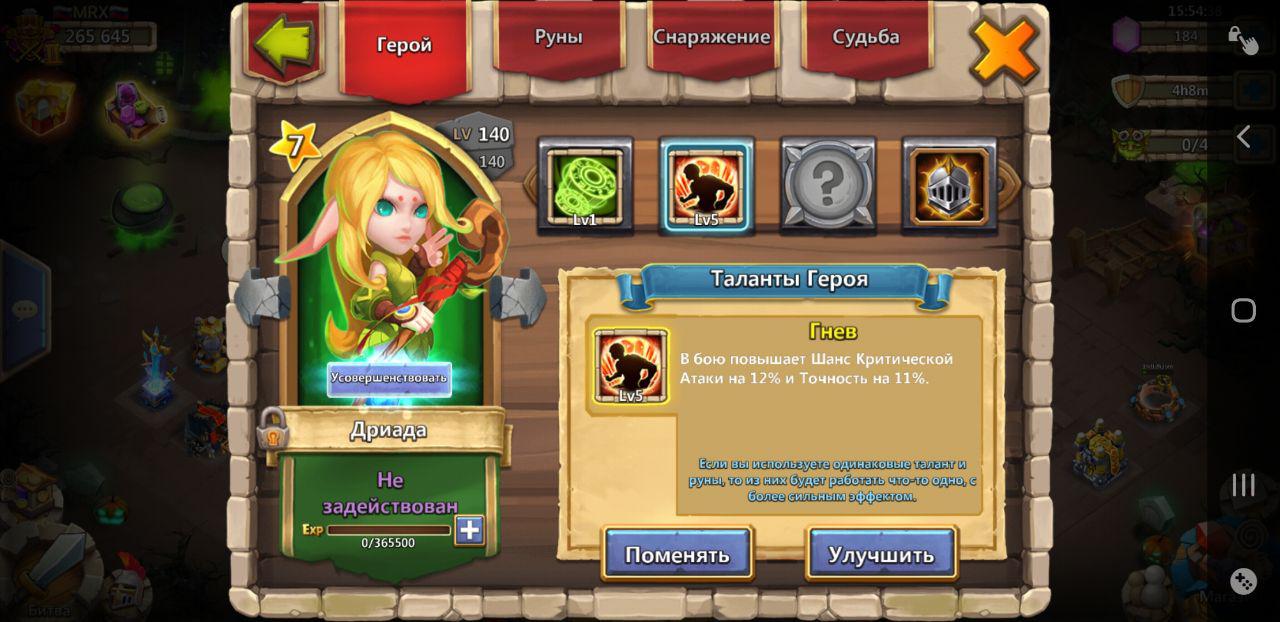 MRX
265 645
Герой
Руны
Снаряжение
Судьба
15:54:38
184
4h8m
0/4
7
LV 140
140
Lv1
Lv5
?
Таланты Героя
Гнев
В бою повышает Шанс Критической
Атаки на 12% и Точность на 11%.
Lv5
Усовершенствовать
Дриада
Не
задействован
Exp
0/365500
Если вы используете одинаковые талант и
руны, то из них будет работать что-то одно, с
более сильным эффектом.
Поменять
Улучшить
Битва